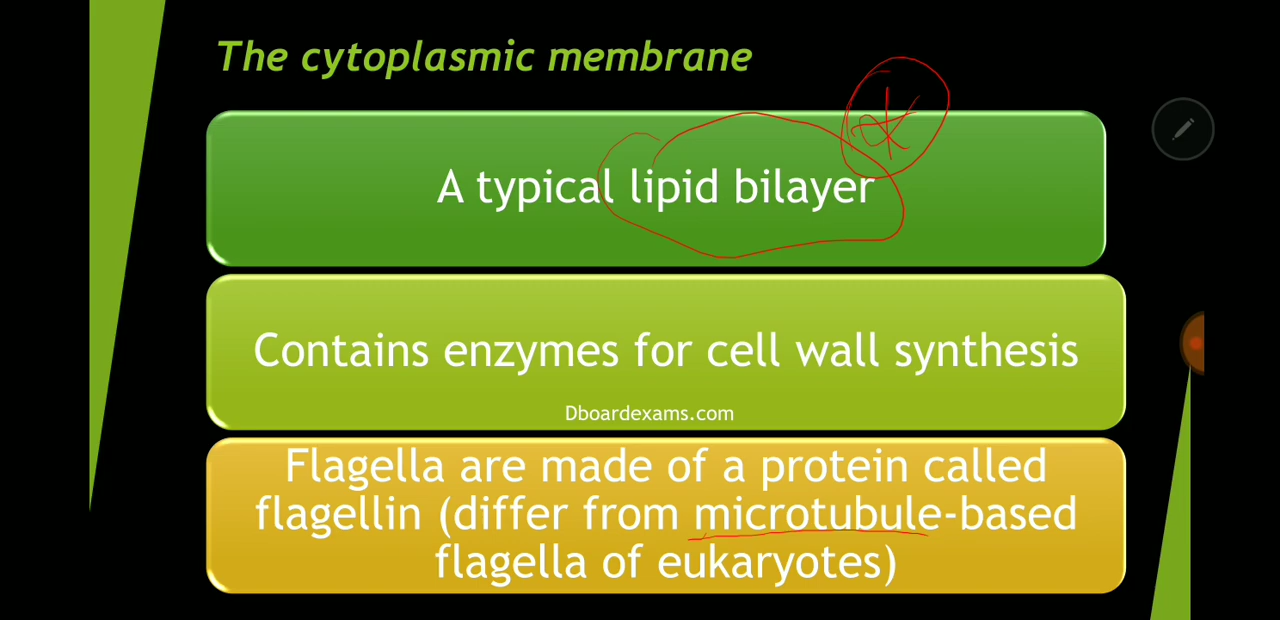 The cytoplasmic membrane
A typical lipid bilayer
Contains enzymes for cell wall synthesis
Dboardexams.com
Flagella are made of a protein called
flagellin (differ from microtubule-based
flagella of eukaryotes)